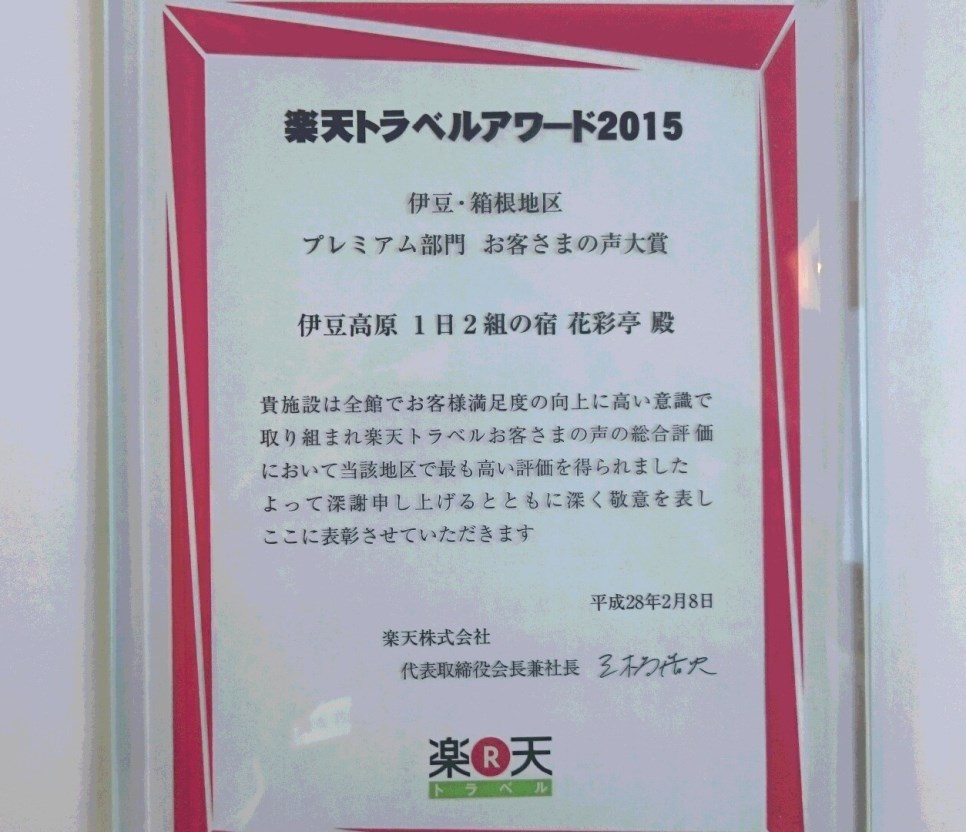 楽天トラベルアワード2015
伊豆・箱根地区
プレミアム部門 お客さまの声大賞
伊豆高原 1日2組の宿 花彩亭 殿
貴施設は全館でお客様満足度の向上に高い意識で
取り組まれ楽天トラベルお客さまの声の総合評価
において当該地区で最も高い評価を得られました
よって深謝申し上げるとともに深く敬意を表し
ここに表彰させていただきます
平成28年2月8日
楽天株式会社
代表取締役会長兼社長 三木谷浩史
楽R天
トラベル